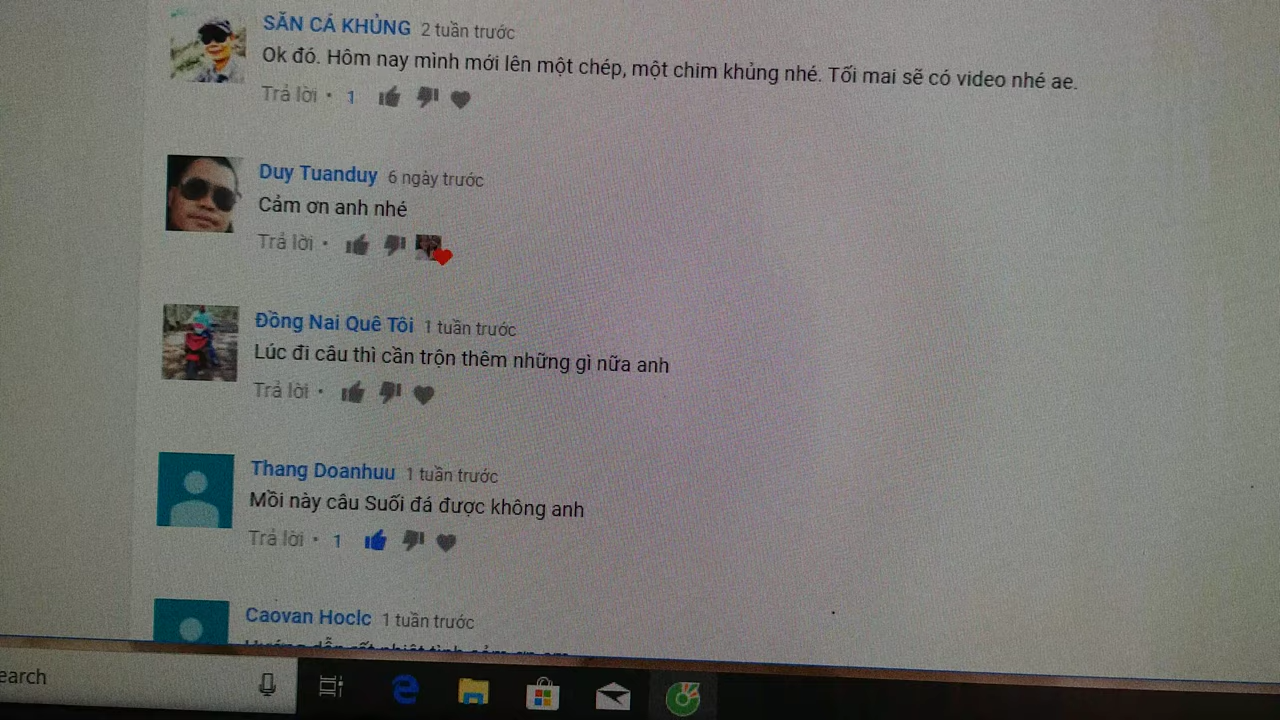 SĂN CÁ KHỦNG 2 tuần trước
Ok đó. Hôm nay mình mới lên một chép, một chim khủng nhé. Tối mai sẽ có video nhé ae.
Trả lời • 1
Duy Tuanduy 6 ngày trước
Cảm ơn anh nhé
Trả lời •
Đồng Nai Quê Tôi 1 tuần trước
Lúc đi câu thì cần trộn thêm những gì nữa anh
Trả lời •
Thang Doanhuu 1 tuần trước
Mồi này câu Suối đá được không anh
Trả lời • 1
Caovan Hoclc 1 tuần trước
earch